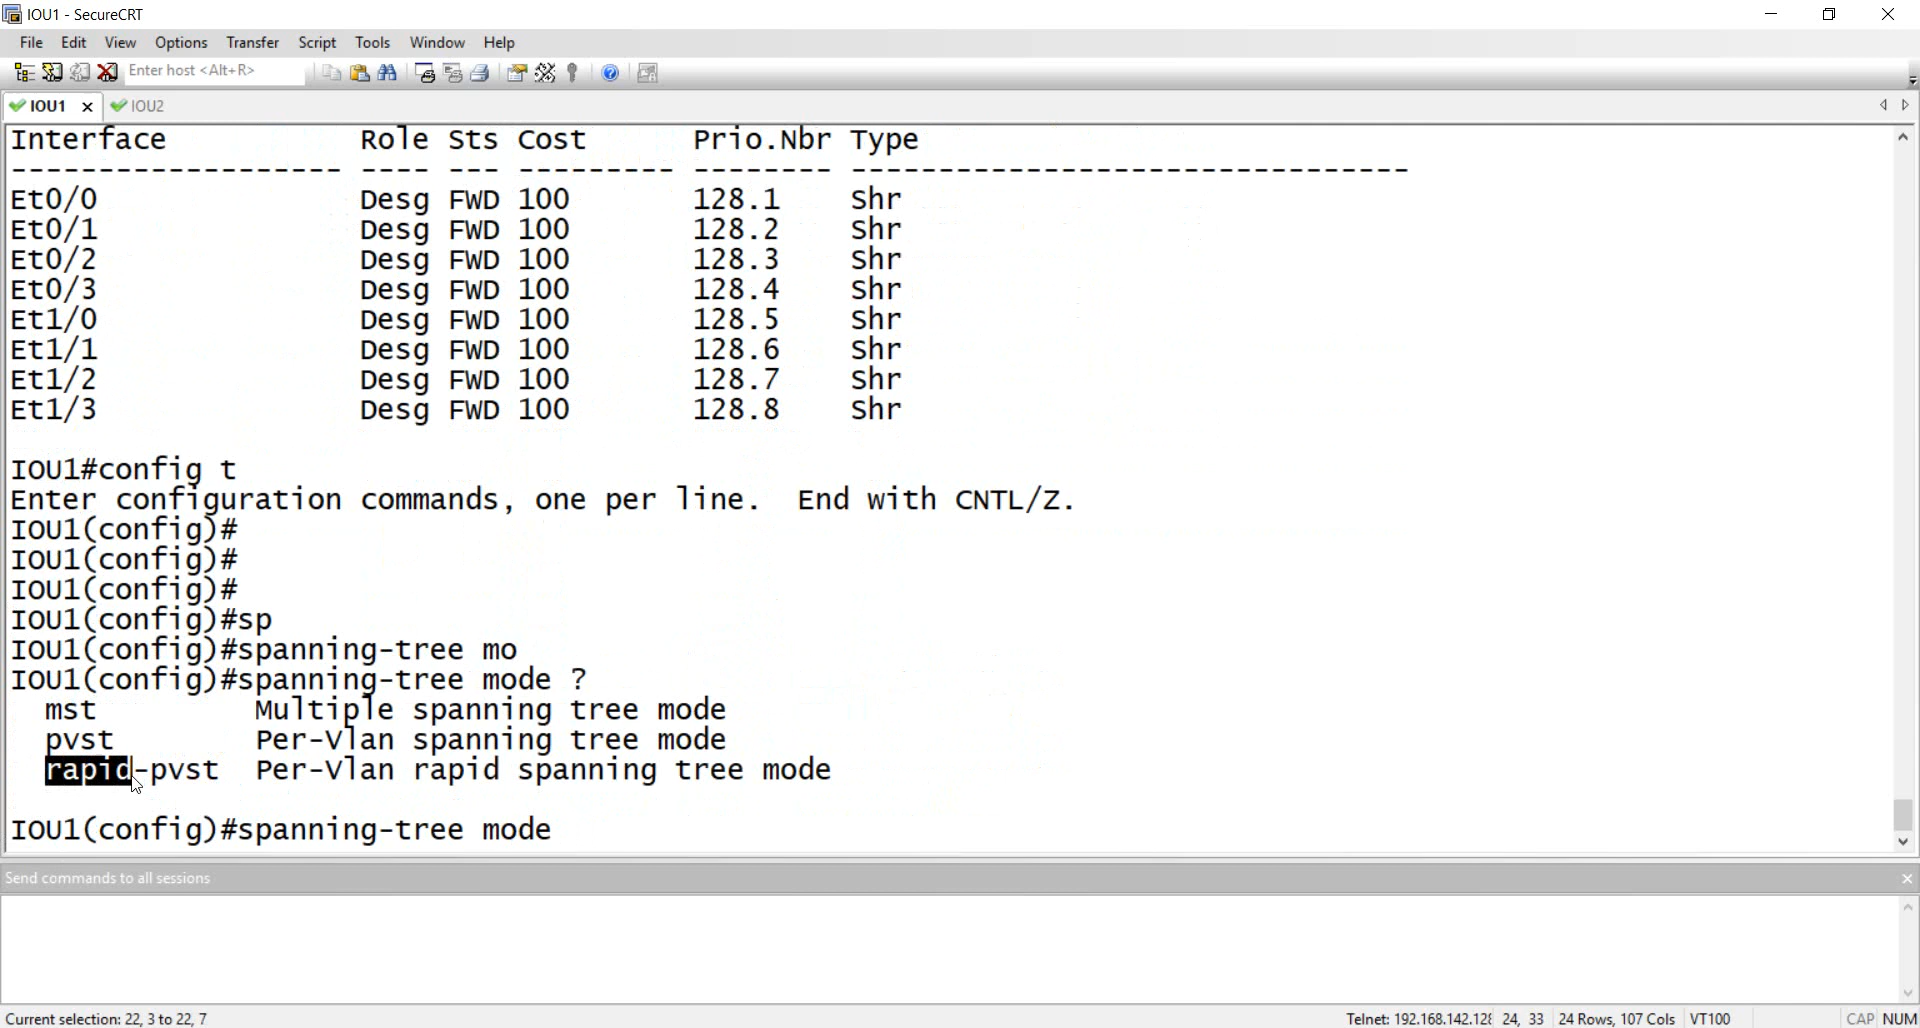 IOU1 - SecureCRT
File Edit View Options Transfer Script Tools Window Help
Enter host <Alt+R>
IOU1 IOU2
Interface Role Sts Cost Prio.Nbr Type
------------------- ---- --- --------- -------- --------------------------------
Et0/0 Desg FWD 100 128.1 Shr
Et0/1 Desg FWD 100 128.2 Shr
Et0/2 Desg FWD 100 128.3 Shr
Et0/3 Desg FWD 100 128.4 Shr
Et1/0 Desg FWD 100 128.5 Shr
Et1/1 Desg FWD 100 128.6 Shr
Et1/2 Desg FWD 100 128.7 Shr
Et1/3 Desg FWD 100 128.8 Shr
IOU1#config t
Enter configuration commands, one per line. End with CNTL/Z.
IOU1(config)#
IOU1(config)#
IOU1(config)#
IOU1(config)#sp
IOU1(config)#spanning-tree mo
IOU1(config)#spanning-tree mode ?
mst Multiple spanning tree mode
pvst Per-Vlan spanning tree mode
rapid-pvst Per-Vlan rapid spanning tree mode
IOU1(config)#spanning-tree mode
Send commands to all sessions
Current selection: 22, 3 to 22, 7 Telnet: 192.168.142.128 24, 33 24 Rows, 107 Cols VT100 CAP NUM